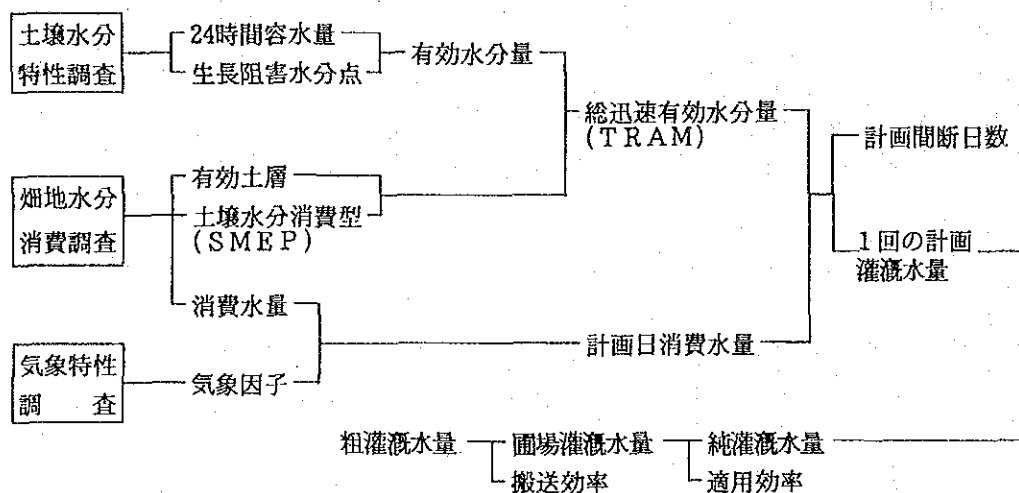 土壌水分
特性調査
24時間容水量
生長阻害水分点
有効水分量
総迅速有効水分量
(TRAM)
計画間断日数
畑地水分
消費調査
有効土層
土壌水分消費型
(SMEP)
1回の計画
灌漑水量
消費水量
計画日消費水量
気象特性
調　査
気象因子
粗灌漑水量
圃場灌漑水量
純灌漑水量
搬送効率
適用効率